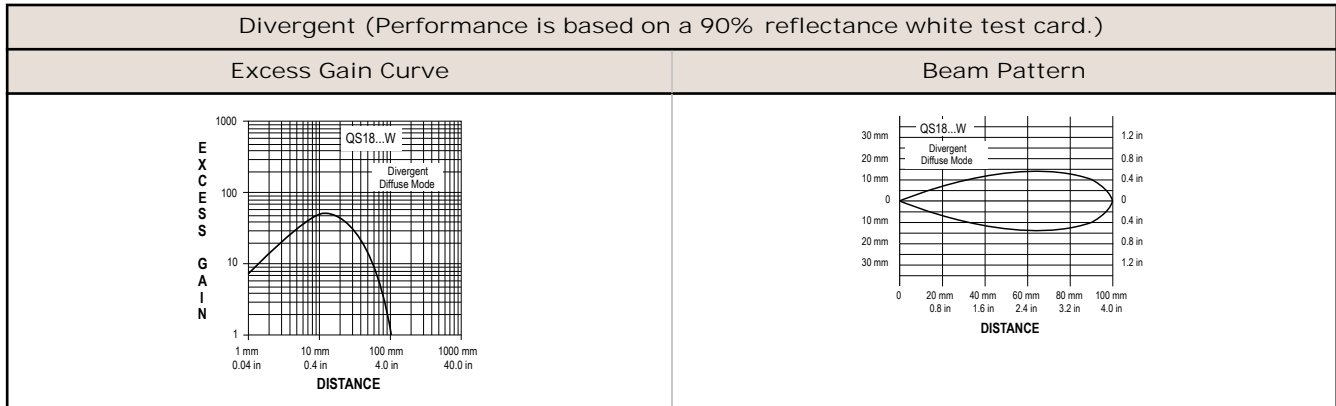 Divergent (Performance is based on a 90% reflectance white test card.)
Excess Gain Curve
Beam Pattern
1000
100
10
1
E
X
C
E
S
S
G
A
I
N
QS18...W
Divergent
Diffuse Mode
1 mm 10 mm 100 mm 1000 mm
0.04 in 0.4 in 4.0 in 40.0 in
DISTANCE
30 mm
20 mm
10 mm
0
10 mm
20 mm
30 mm
QS18...W
Divergent
Diffuse Mode
1.2 in
0.8 in
0.4 in
0
0.4 in
0.8 in
1.2 in
0 20 mm 40 mm 60 mm 80 mm 100 mm
0.8 in 1.6 in 2.4 in 3.2 in 4.0 in
DISTANCE